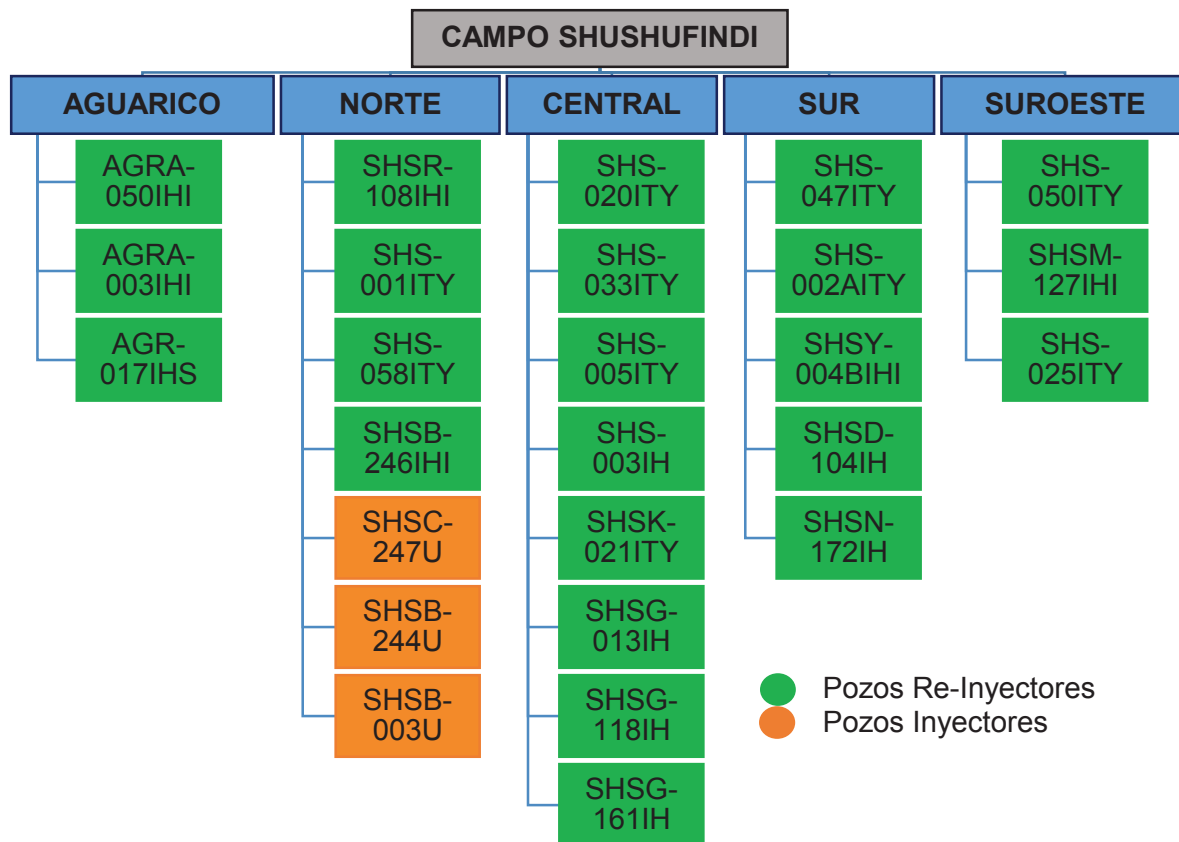 CAMPO SHUSHUFINDI
AGUARICO
AGRA-
050IHI
AGRA-
003IHI
AGR-
017IHS
NORTE
SHSR-
108IHI
SHS-
001ITY
SHS-
058ITY
SHSB-
246IHI
SHSC-
247U
SHSB-
244U
SHSB-
003U
CENTRAL
SHS-
020ITY
SHS-
033ITY
SHS-
005ITY
SHS-
003IH
SHSK-
021ITY
SHSG-
013IH
SHSG-
118IH
SHSG-
161IH
SUR
SHS-
047ITY
SHS-
002AITY
SHSY-
004BIHI
SHSD-
104IH
SHSN-
172IH
SUROESTE
SHS-
050ITY
SHSM-
127IHI
SHS-
025ITY
Pozos Re-Inyectores
Pozos Inyectores